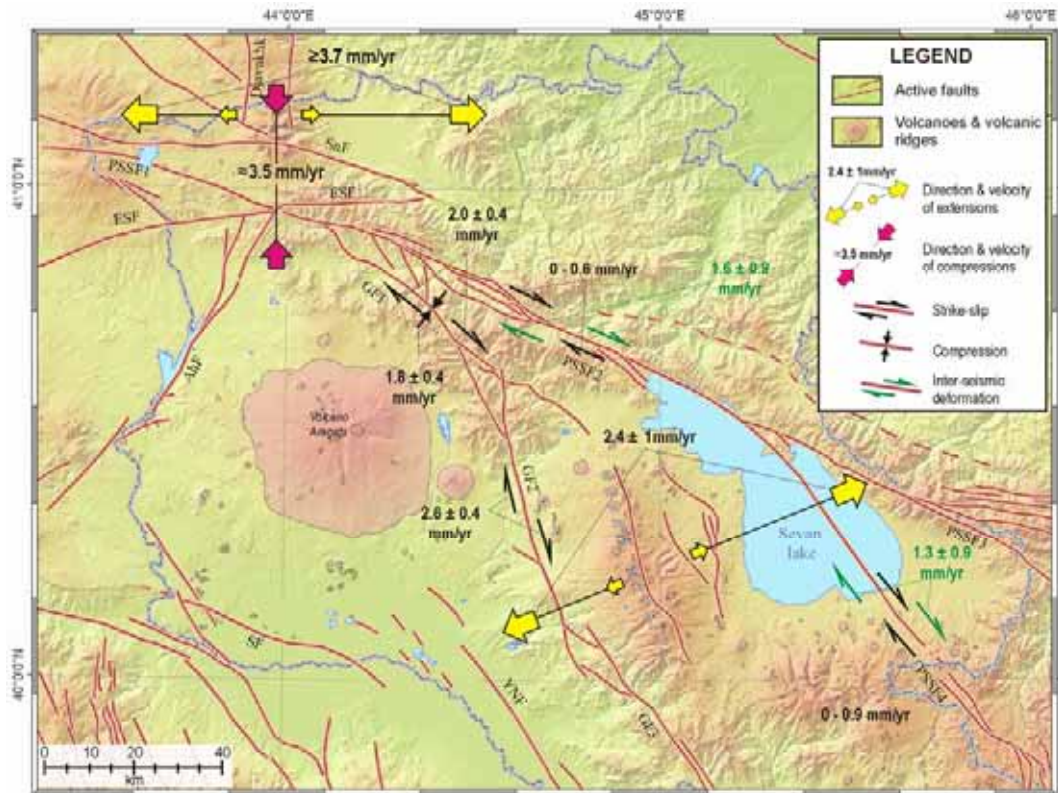 44°0'0"E
45°0'0"E
46°0'0"E
41°0'0"N
40°0'0"N
≥3.7 mm/yr
Djavakhk
SnF
PSSF1
≈3.5 mm/yr
ESF
ESF
2.0 ± 0.4
mm/yr
0 - 0.6 mm/yr
1.6 ± 0.9
mm/yr
GF1
PSSF2
AhF
1.8 ± 0.4
mm/yr
Volcano
Aragats
2.4 ± 1mm/yr
GF2
2.6 ± 0.4
mm/yr
Sevan
lake
PSSF3
1.3 ± 0.9
mm/yr
SF
YNF
GF3
PSSF4
0 - 0.9 mm/yr
0 10 20 40
km
LEGEND
Active faults
Volcanoes & volcanic
ridges
2.4 ± 1mm/yr
Direction & velocity
of extensions
≈3.5 mm/yr
Direction & velocity
of compressions
Strike-slip
Compression
Inter-seismic
deformation